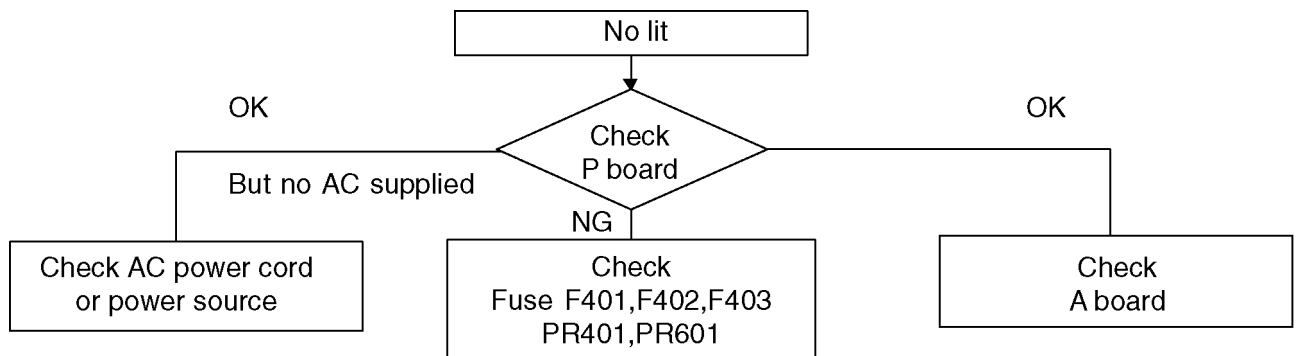 No lit
OK
OK
Check
P board
But no AC supplied
NG
Check AC power cord
or power source
Check
Fuse F401,F402,F403
PR401,PR601
Check
A board